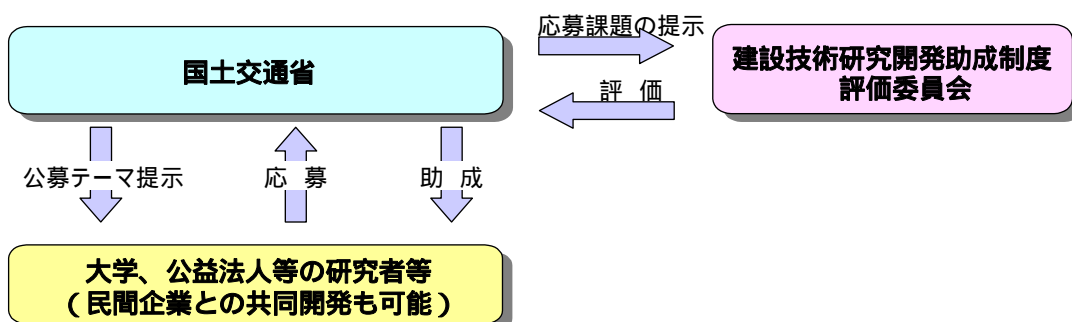 応募課題の提示
国土交通省
建設技術研究開発助成制度
評価委員会
評 価
公募テーマ提示
応 募
助 成
大学、公益法人等の研究者等
（民間企業との共同開発も可能）